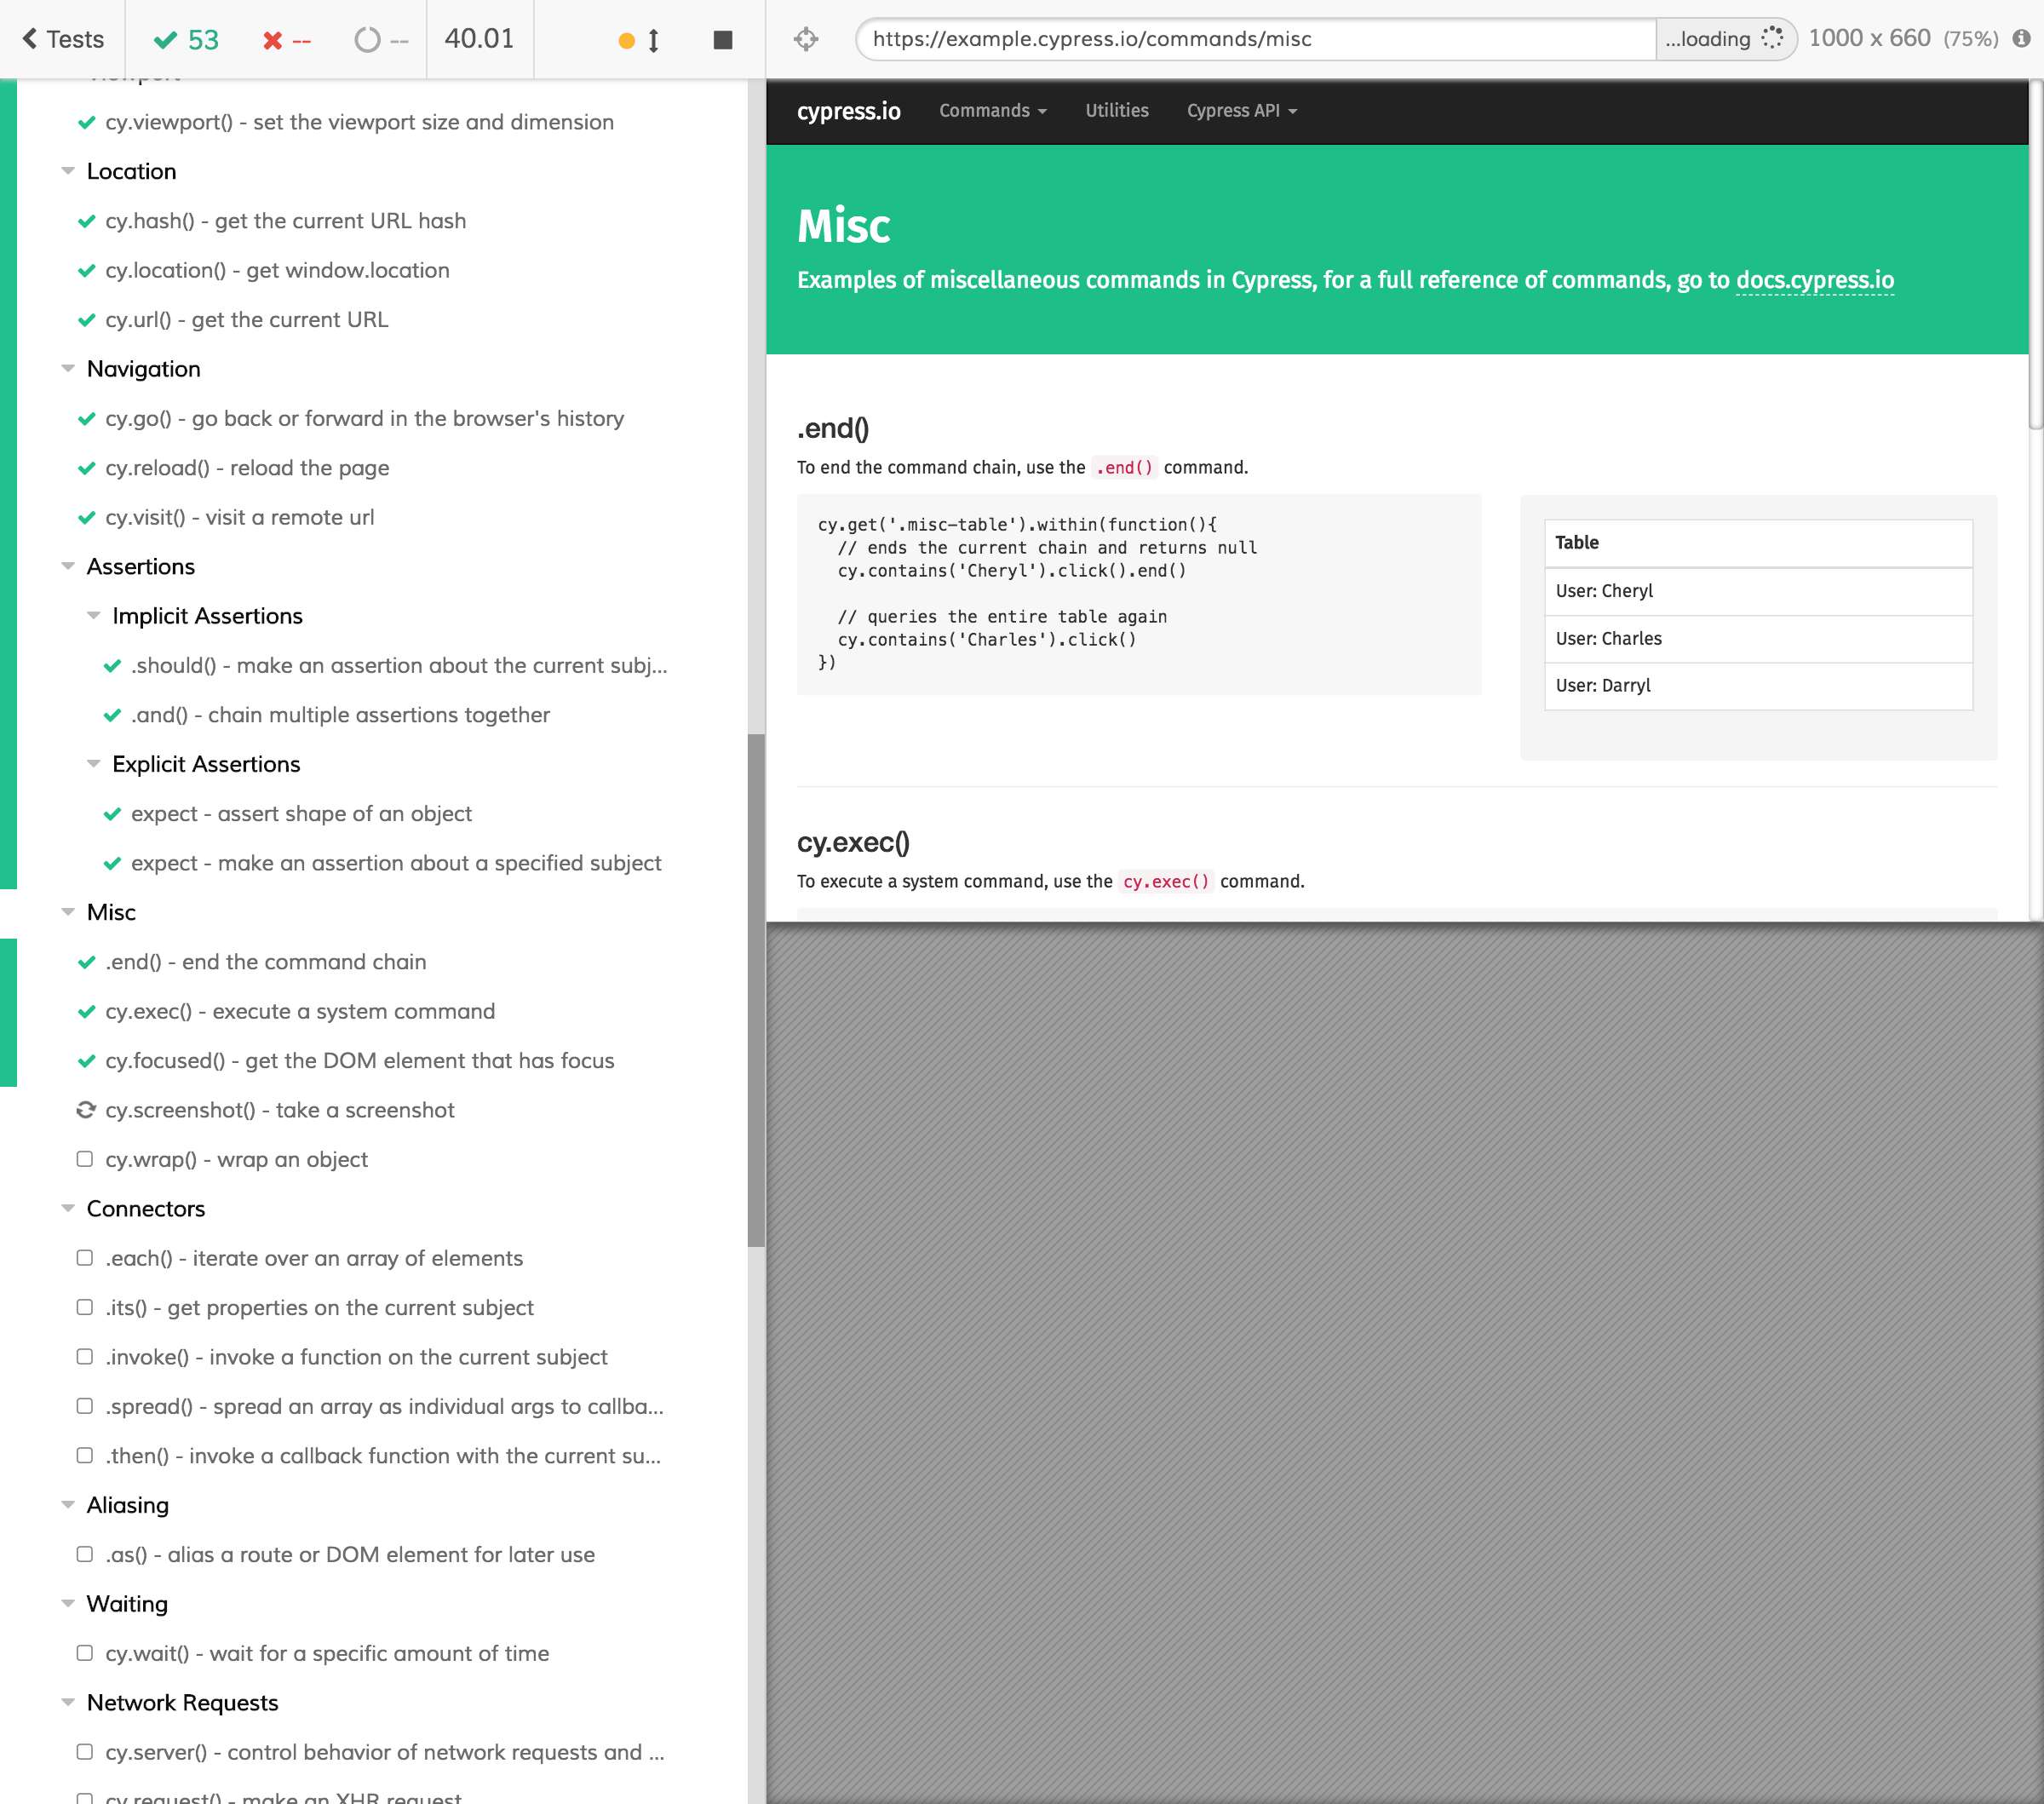 Tests
53
--
--
40.01
https://example.cypress.io/commands/misc
...loading
1000 x 660 (75%)
cy.viewport() - set the viewport size and dimension
Location
cy.hash() - get the current URL hash
cy.location() - get window.location
cy.url() - get the current URL
Navigation
cy.go() - go back or forward in the browser's history
cy.reload() - reload the page
cy.visit() - visit a remote url
Assertions
Implicit Assertions
.should() - make an assertion about the current subj...
.and() - chain multiple assertions together
Explicit Assertions
expect - assert shape of an object
expect - make an assertion about a specified subject
Misc
.end() - end the command chain
cy.exec() - execute a system command
cy.focused() - get the DOM element that has focus
cy.screenshot() - take a screenshot
cy.wrap() - wrap an object
Connectors
.each() - iterate over an array of elements
.its() - get properties on the current subject
.invoke() - invoke a function on the current subject
.spread() - spread an array as individual args to callba...
.then() - invoke a callback function with the current su...
Aliasing
.as() - alias a route or DOM element for later use
Waiting
cy.wait() - wait for a specific amount of time
Network Requests
cy.server() - control behavior of network requests and ...
cy.request() - make an XHR request
cypress.io
Commands
Utilities
Cypress API
Misc
Examples of miscellaneous commands in Cypress, for a full reference of commands, go to docs.cypress.io
.end()
To end the command chain, use the .end() command.
cy.get('.misc-table').within(function(){
// ends the current chain and returns null
cy.contains('Cheryl').click().end()
// queries the entire table again
cy.contains('Charles').click()
})
Table
User: Cheryl
User: Charles
User: Darryl
cy.exec()
To execute a system command, use the cy.exec() command.